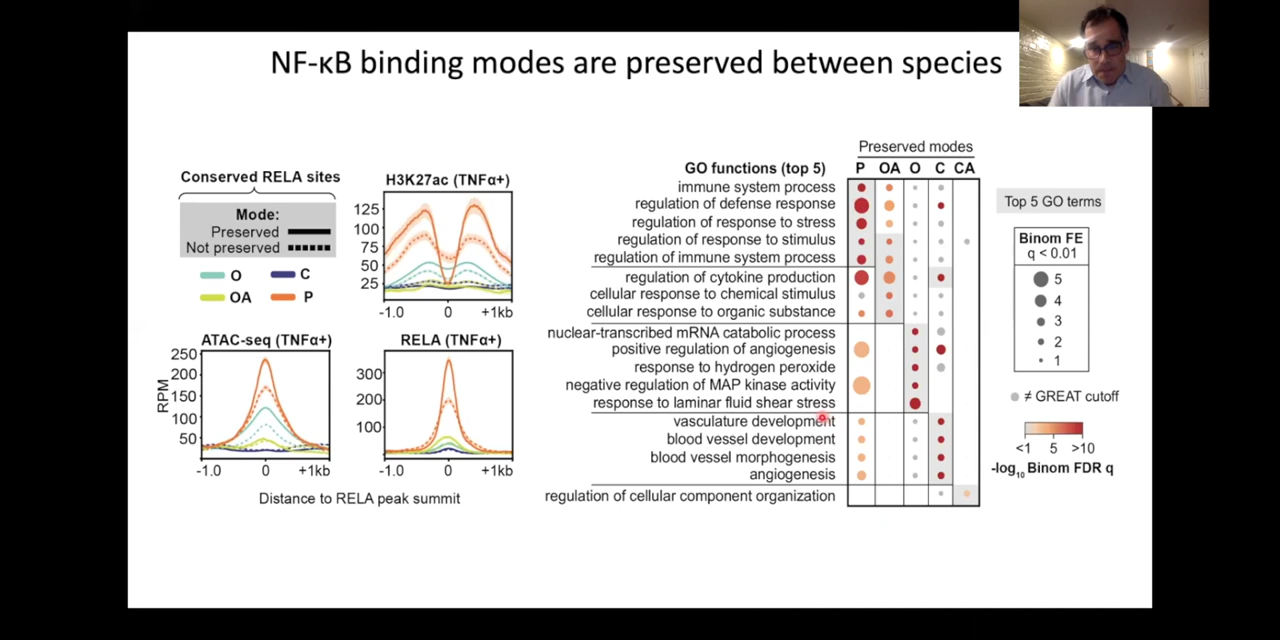 NF-κB binding modes are preserved between species
Conserved RELA sites
Mode:
Preserved
Not preserved
O
C
OA
P
H3K27ac (TNFα+)
125
100
75
50
25
-1.0
0
+1kb
ATAC-seq (TNFα+)
RPM
250
200
150
100
50
-1.0
0
+1kb
RELA (TNFα+)
300
200
100
-1.0
0
+1kb
Distance to RELA peak summit
Preserved modes
GO functions (top 5) P OA O C CA
immune system process
regulation of defense response
regulation of response to stress
regulation of response to stimulus
regulation of immune system process
regulation of cytokine production
cellular response to chemical stimulus
cellular response to organic substance
nuclear-transcribed mRNA catabolic process
positive regulation of angiogenesis
response to hydrogen peroxide
negative regulation of MAP kinase activity
response to laminar fluid shear stress
vasculature development
blood vessel development
blood vessel morphogenesis
angiogenesis
regulation of cellular component organization
Top 5 GO terms
Binom FE
q < 0.01
5
4
3
2
1
≠ GREAT cutoff
<1 5 >10
-log10 Binom FDR q